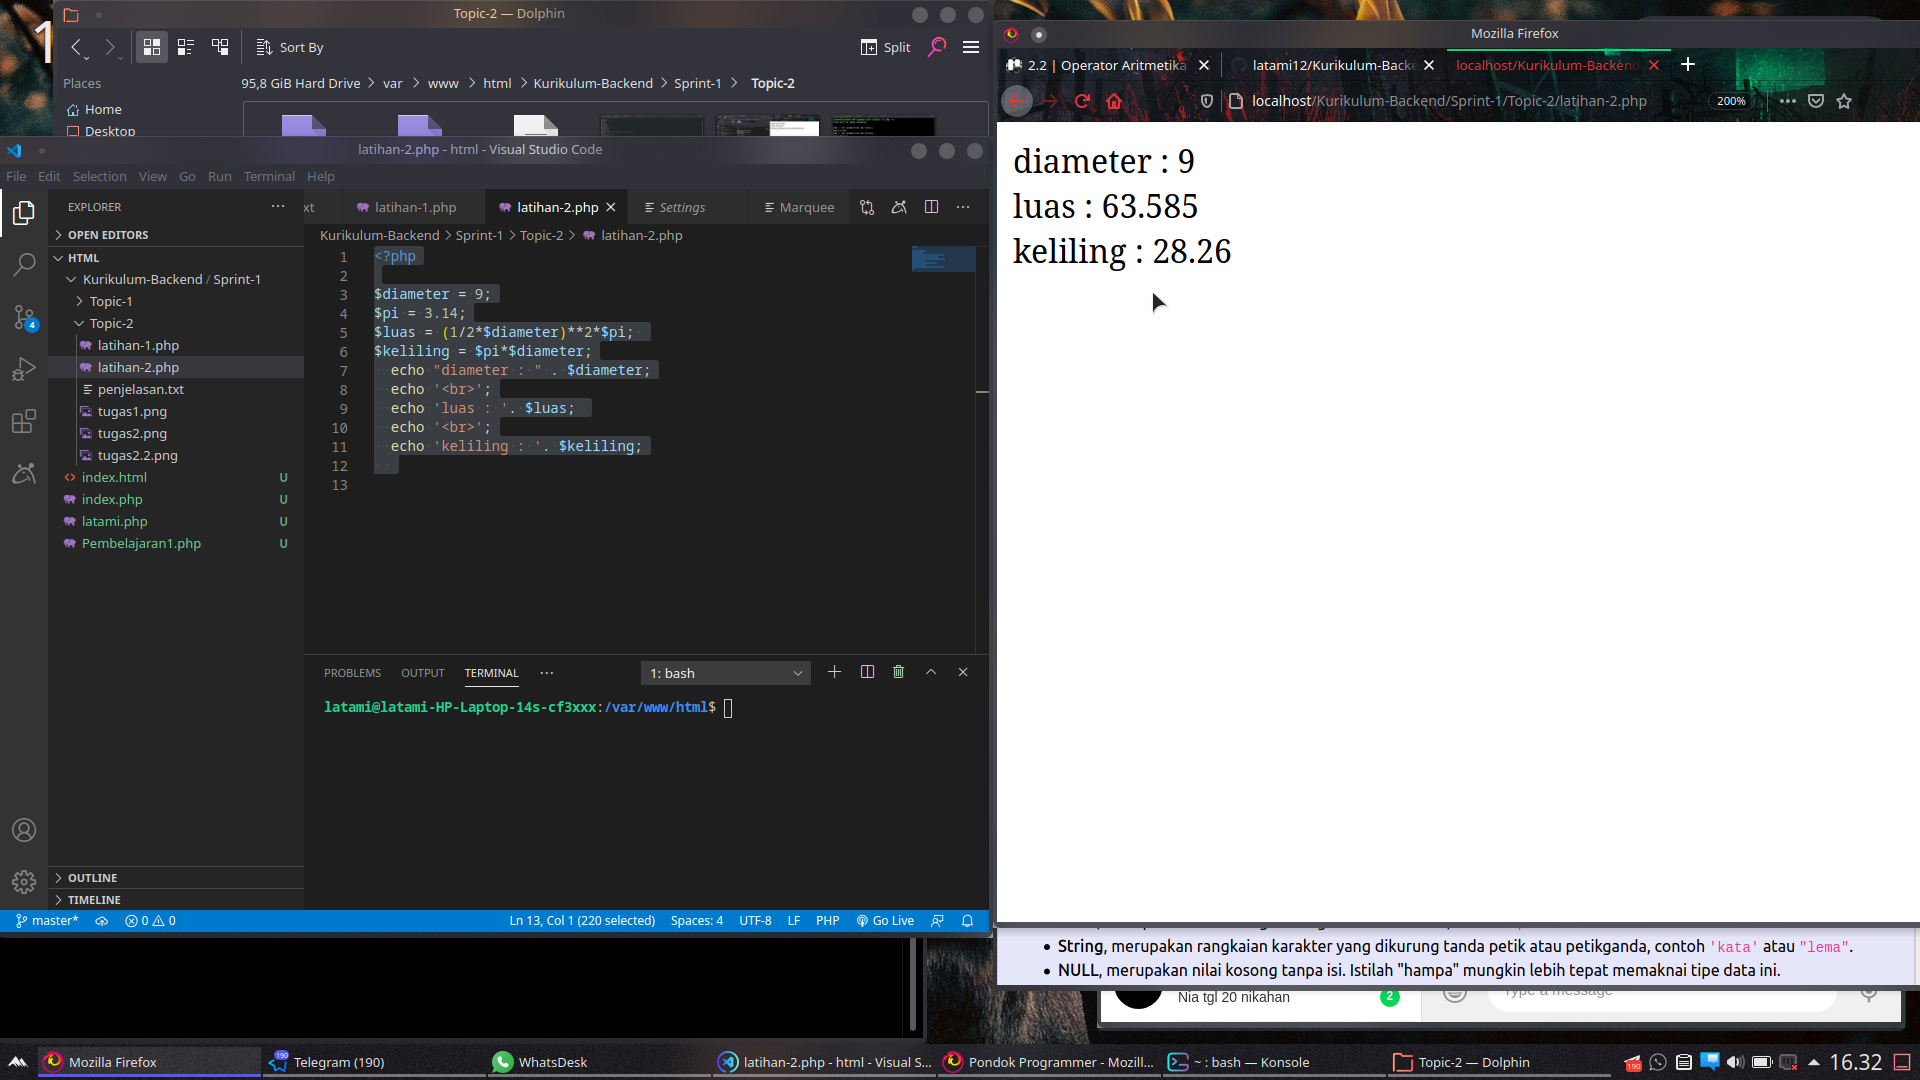 Topic-2 — Dolphin
Sort By
Split
Places
95,8 GiB Hard Drive > var > www > html > Kurikulum-Backend > Sprint-1 > Topic-2
Home
Desktop
latihan-2.php - html - Visual Studio Code
File Edit Selection View Go Run Terminal Help
EXPLORER
xt latihan-1.php latihan-2.php Settings Marquee
OPEN EDITORS
Kurikulum-Backend > Sprint-1 > Topic-2 > latihan-2.php
HTML
Kurikulum-Backend / Sprint-1
Topic-1
Topic-2
latihan-1.php
latihan-2.php
penjelasan.txt
tugas1.png
tugas2.png
tugas2.2.png
index.html U
index.php U
latami.php U
Pembelajaran1.php U
4
OUTLINE
TIMELINE
1 <?php
2
3 $diameter = 9;
4 $pi = 3.14;
5 $luas = (1/2*$diameter)**2*$pi;
6 $keliling = $pi*$diameter;
7 echo "diameter : " . $diameter;
8 echo '<br>';
9 echo 'luas : '. $luas;
10 echo '<br>';
11 echo 'keliling : '. $keliling;
12
13
PROBLEMS OUTPUT TERMINAL 1: bash
latami@latami-HP-Laptop-14s-cf3xxx:/var/www/html$
master* 0 0 Ln 13, Col 1 (220 selected) Spaces: 4 UTF-8 LF PHP Go Live
Mozilla Firefox
2.2 | Operator Aritmetika latami12/Kurikulum-Backe localhost/Kurikulum-Backend
localhost/Kurikulum-Backend/Sprint-1/Topic-2/latihan-2.php 200%
diameter : 9
luas : 63.585
keliling : 28.26
String, merupakan rangkaian karakter yang dikurung tanda petik atau petikganda, contoh 'kata' atau "lema".
NULL, merupakan nilai kosong tanpa isi. Istilah "hampa" mungkin lebih tepat memaknai tipe data ini.
Nia tgl 20 nikahan 2 Type a message
Mozilla Firefox 190 Telegram (190) WhatsDesk latihan-2.php - html - Visual S... Pondok Programmer - Mozill... ~ : bash — Konsole Topic-2 — Dolphin 190 16.32